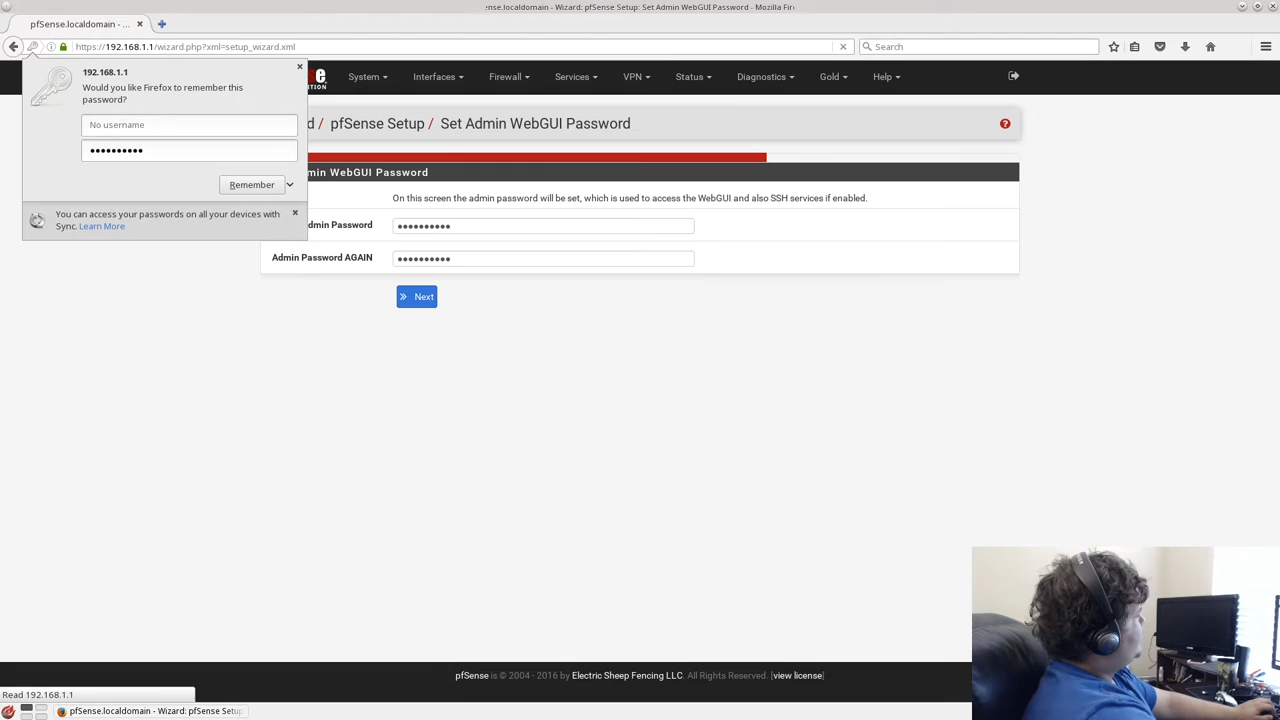 ense.localdomain - Wizard: pfSense Setup: Set Admin WebGUI Password - Mozilla Fire
pfSense.localdomain - ...
https://192.168.1.1/wizard.php?xml=setup_wizard.xml
Search
192.168.1.1
Would you like Firefox to remember this
password?
No username
••••••••••
Remember
You can access your passwords on all your devices with
Sync. Learn More
System
Interfaces
Firewall
Services
VPN
Status
Diagnostics
Gold
Help
d / pfSense Setup / Set Admin WebGUI Password
min WebGUI Password
On this screen the admin password will be set, which is used to access the WebGUI and also SSH services if enabled.
dmin Password
••••••••••
Admin Password AGAIN
••••••••••
Next
pfSense is © 2004 - 2016 by Electric Sheep Fencing LLC. All Rights Reserved. [view license]
Read 192.168.1.1
pfSense.localdomain - Wizard: pfSense Setup